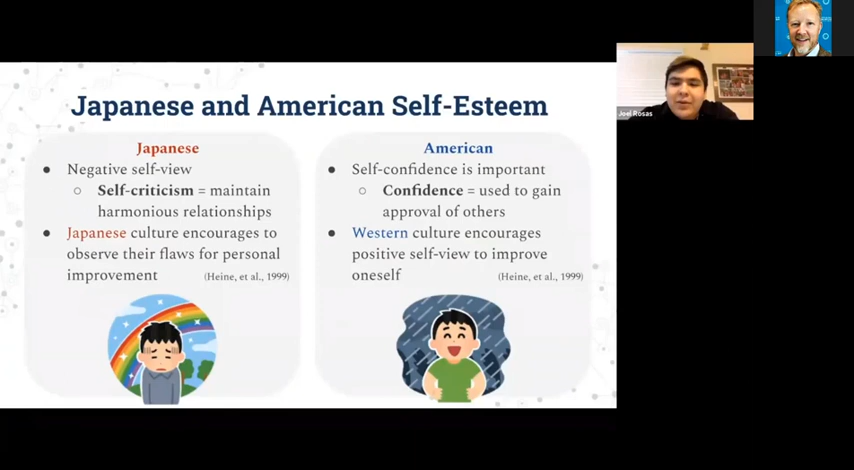 Japanese and American Self-Esteem
Japanese
● Negative self-view
○ Self-criticism = maintain
harmonious relationships
● Japanese culture encourages to
observe their flaws for personal
improvement (Heine, et al., 1999)
American
● Self-confidence is important
○ Confidence = used to gain
approval of others
● Western culture encourages
positive self-view to improve
oneself (Heine, et al., 1999)
Joel Rosas